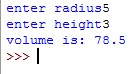 enter radius5
enter height3
volume is: 78.5
>>>